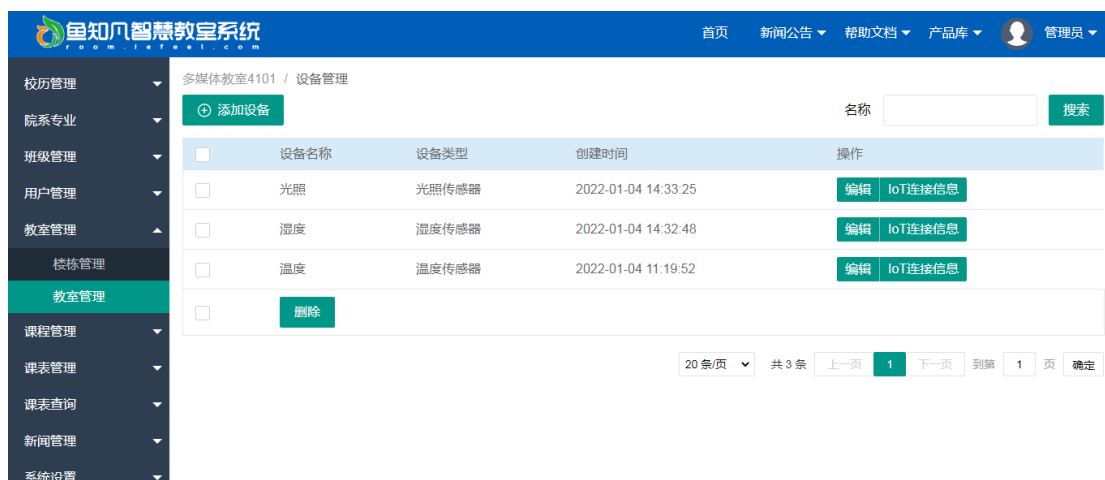 鱼知凡智慧教室系统
room.lefeel.com
首页 新闻公告 帮助文档 产品库 管理员
校历管理
院系专业
班级管理
用户管理
教室管理
楼栋管理
教室管理
课程管理
课表管理
课表查询
新闻管理
系统设置
多媒体教室4101 / 设备管理
添加设备 名称 搜索
设备名称 设备类型 创建时间 操作
光照 光照传感器 2022-01-04 14:33:25 编辑 IoT连接信息
湿度 湿度传感器 2022-01-04 14:32:48 编辑 IoT连接信息
温度 温度传感器 2022-01-04 11:19:52 编辑 IoT连接信息
删除
20 条/页 共 3 条 上一页 1 下一页 到第 1 页 确定